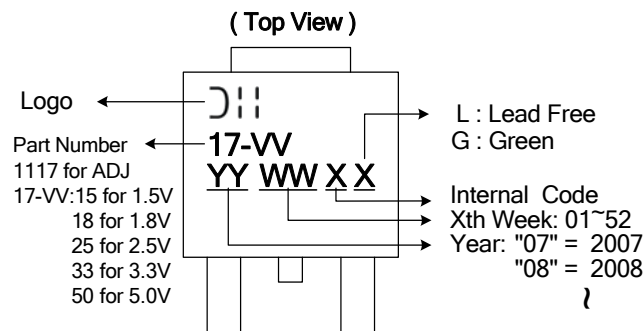 ( Top View )
Logo
17-VV
YY WW X X
Part Number
1117 for ADJ
17-VV:15 for 1.5V
18 for 1.8V
25 for 2.5V
33 for 3.3V
50 for 5.0V
L : Lead Free
G : Green
Internal Code
Xth Week: 01~52
Year: "07" = 2007
"08" = 2008
~